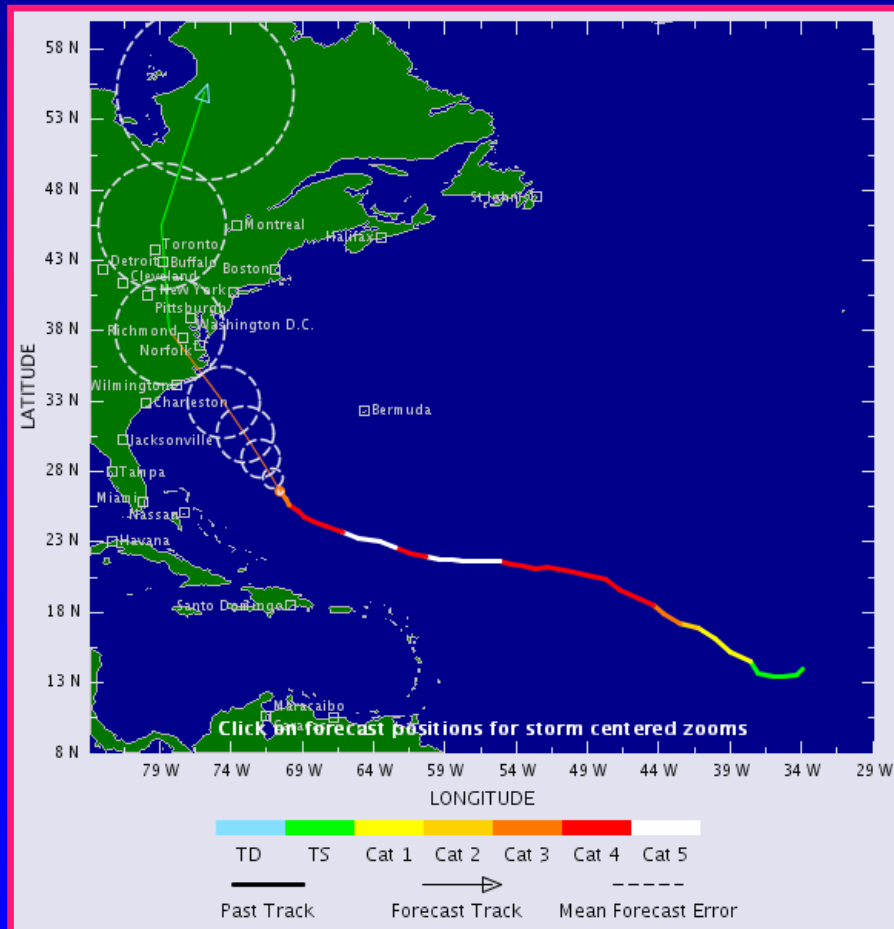 58 N
53 N
48 N
43 N
38 N
33 N
28 N
23 N
18 N
13 N
8 N
LATITUDE
St Johns
Montreal
Halifax
Toronto
Detroit
Buffalo
Boston
Cleveland
New York
Pittsburgh
Richmond
Washington D.C.
Norfolk
Wilmington
Charleston
Bermuda
Jacksonville
Tampa
Miami
Nassau
Havana
Santo Domingo
Maracaibo
Click on forecast positions for storm centered zooms
79 W 74 W 69 W 64 W 59 W 54 W 49 W 44 W 39 W 34 W 29 W
LONGITUDE
TD TS Cat 1 Cat 2 Cat 3 Cat 4 Cat 5
Past Track Forecast Track Mean Forecast Error